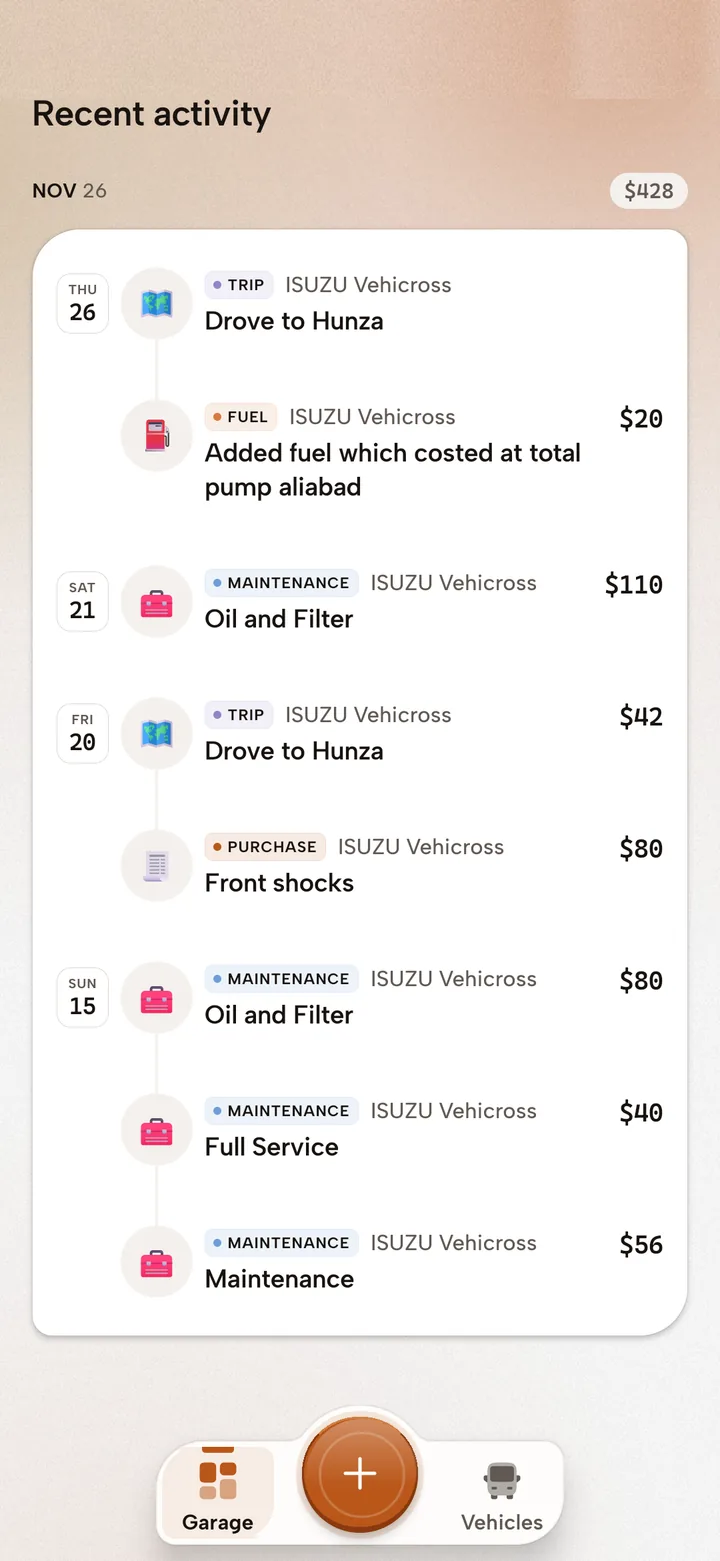 Recent activity
NOV 26
$428
THU
26
TRIP ISUZU Vehicross
Drove to Hunza
FUEL ISUZU Vehicross
$20
Added fuel which costed at total
pump aliabad
SAT
21
MAINTENANCE ISUZU Vehicross
$110
Oil and Filter
FRI
20
TRIP ISUZU Vehicross
$42
Drove to Hunza
PURCHASE ISUZU Vehicross
$80
Front shocks
SUN
15
MAINTENANCE ISUZU Vehicross
$80
Oil and Filter
MAINTENANCE ISUZU Vehicross
$40
Full Service
MAINTENANCE ISUZU Vehicross
$56
Maintenance
Garage
Vehicles